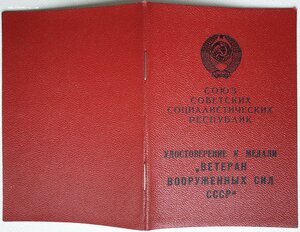 СОЮЗ
СОВЕТСКИХ
СОЦИАЛИСТИЧЕСКИХ
РЕСПУБЛИК
УДОСТОВЕРЕНИЕ К МЕДАЛИ
„ВЕТЕРАН
ВООРУЖЕННЫХ СИЛ
СССР“